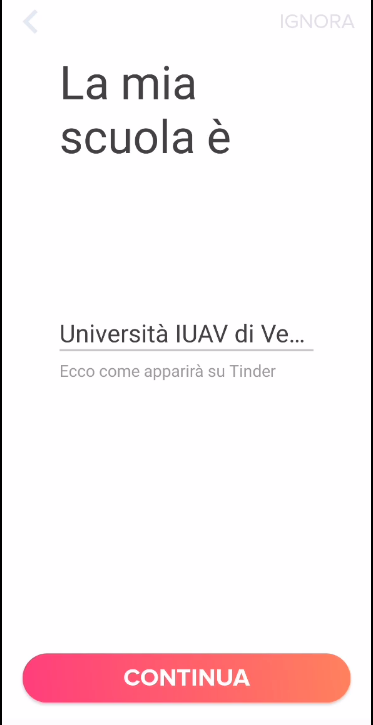 IGNORA
La mia
scuola è
Università IUAV di Ve...
Ecco come apparirà su Tinder
CONTINUA